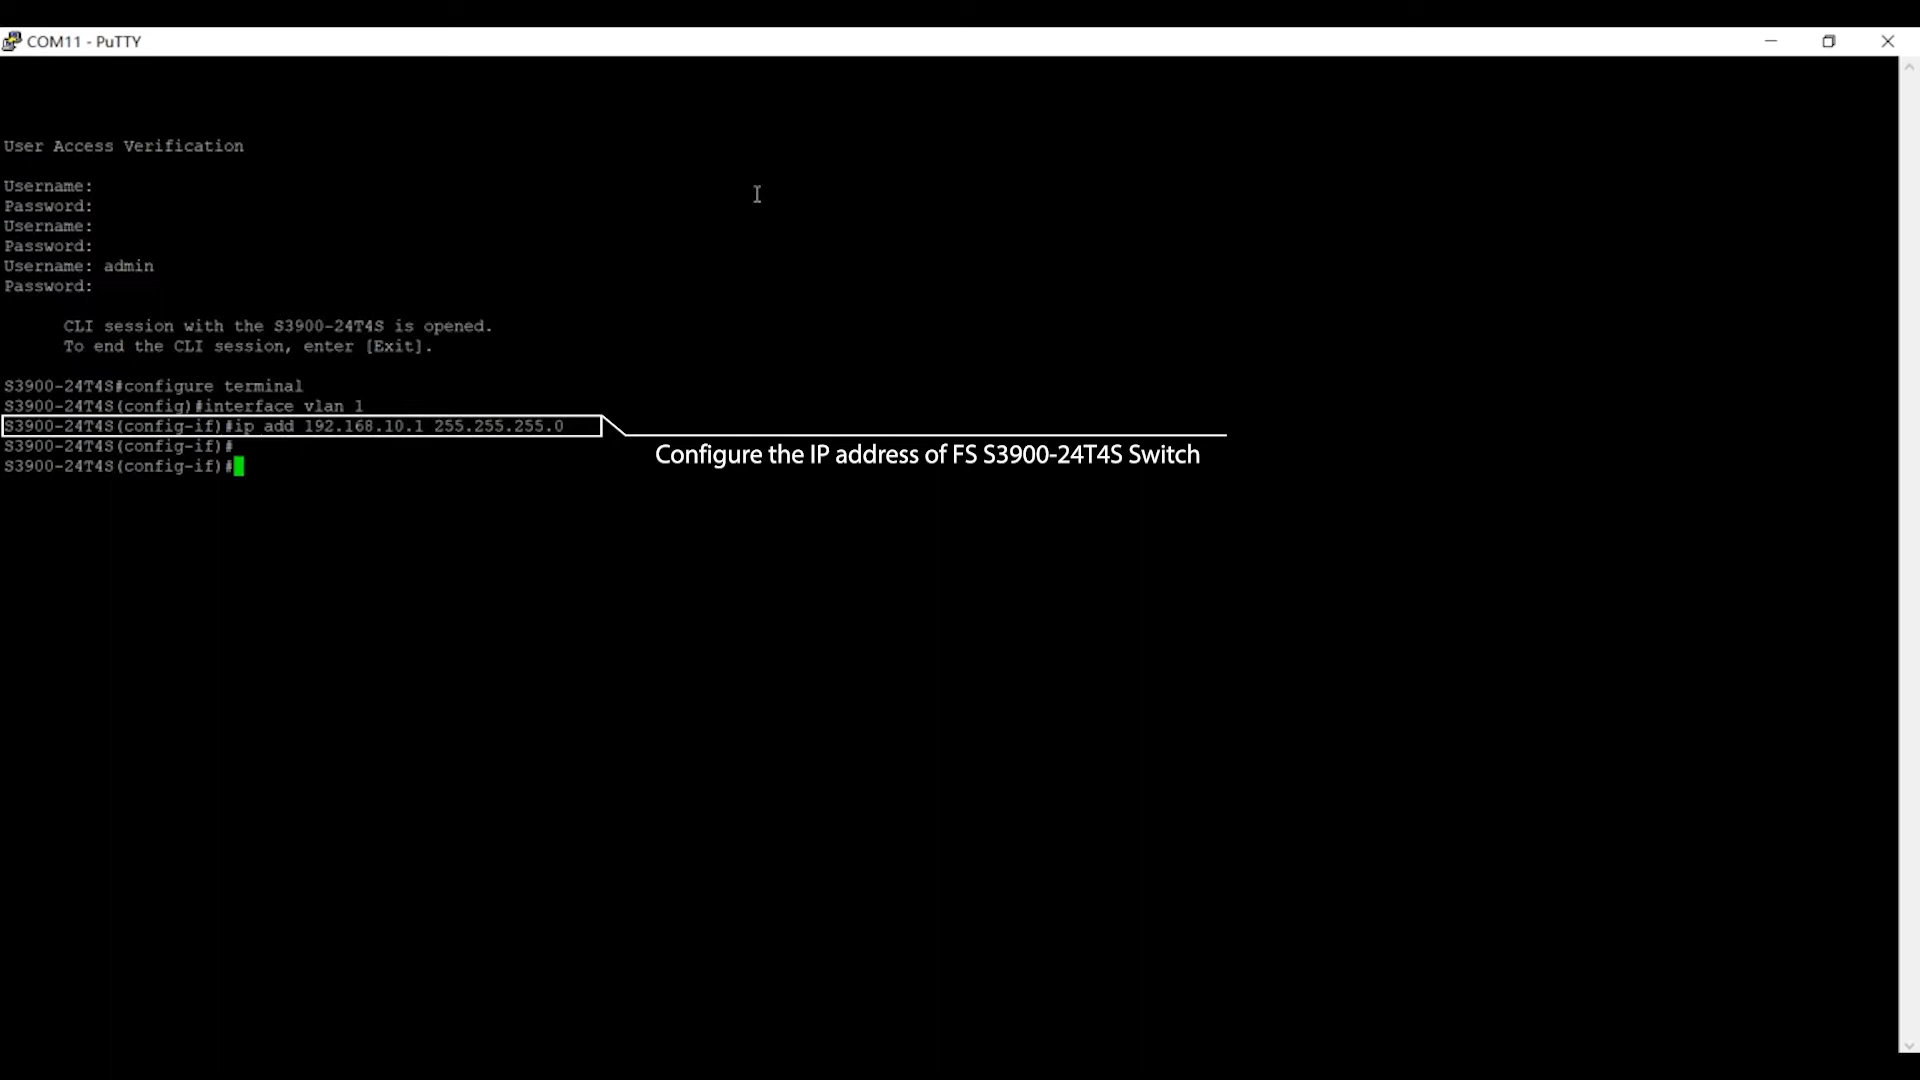 COM11 - PuTTY
User Access Verification
Username:
Password:
Username:
Password:
Username: admin
Password:
CLI session with the S3900-24T4S is opened.
To end the CLI session, enter [Exit].
S3900-24T4S#configure terminal
S3900-24T4S(config)#interface vlan 1
S3900-24T4S(config-if)#ip add 192.168.10.1 255.255.255.0
S3900-24T4S(config-if)#
S3900-24T4S(config-if)#
Configure the IP address of FS S3900-24T4S Switch